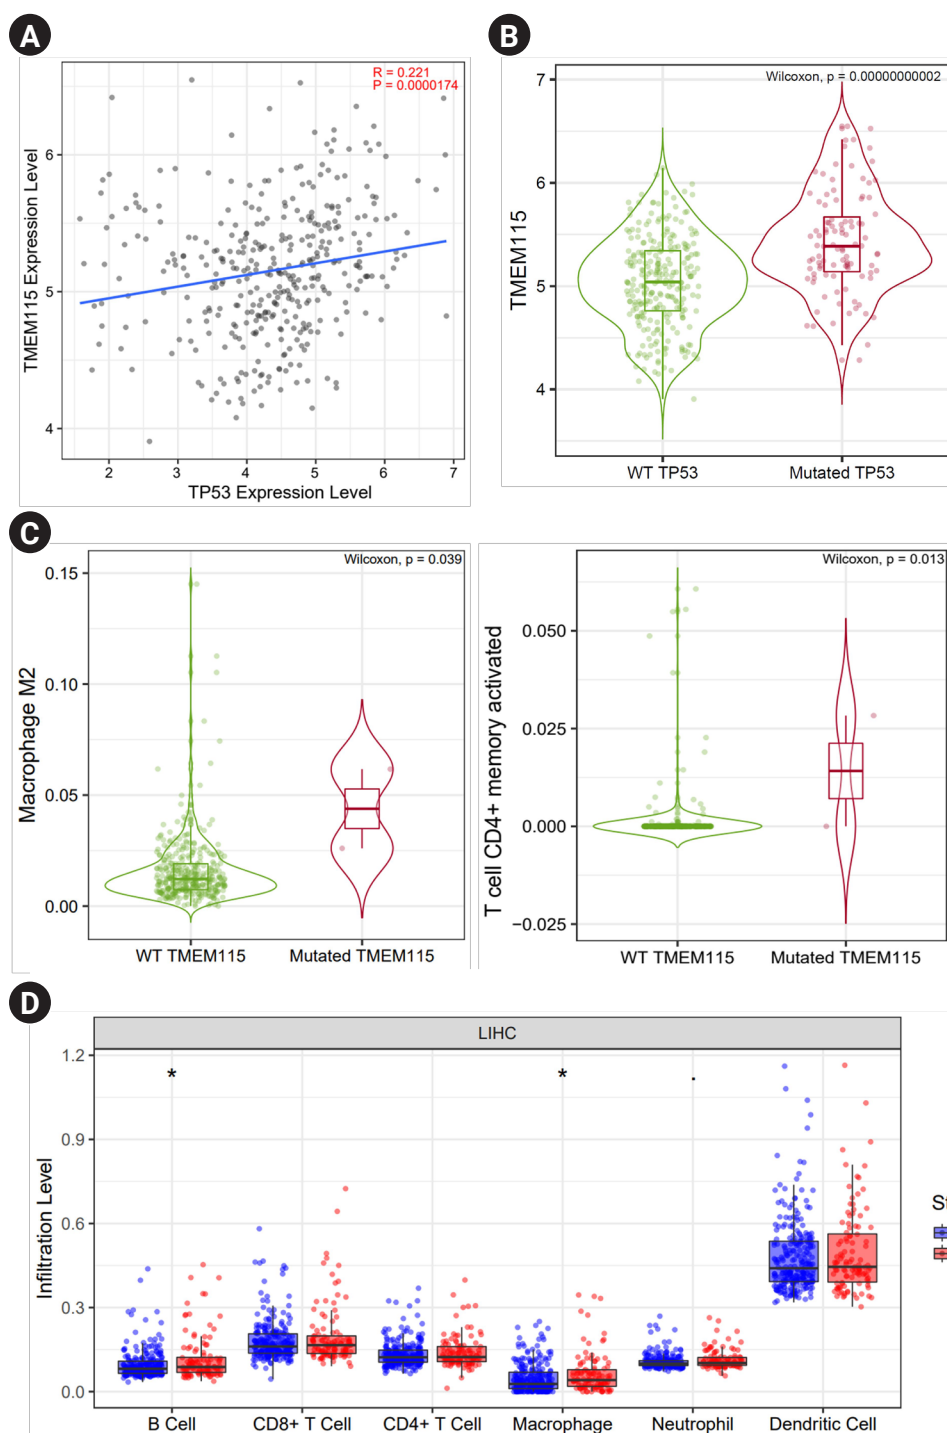 A
R = 0.221
P = 0.0000174
TMEM115 Expression Level
6
5
4
2 3 4 5 6 7
TP53 Expression Level
B
Wilcoxon, p = 0.00000000002
TMEM115
7
6
5
4
WT TP53 Mutated TP53
C
Wilcoxon, p = 0.039
Macrophage M2
0.15
0.10
0.05
0.00
WT TMEM115 Mutated TMEM115
Wilcoxon, p = 0.013
T cell CD4+ memory activated
0.050
0.025
0.000
−0.025
WT TMEM115 Mutated TMEM115
D
LIHC
* * .
Infiltration Level
1.2
0.9
0.6
0.3
0.0
B Cell CD8+ T Cell CD4+ T Cell Macrophage Neutrophil Dendritic Cell